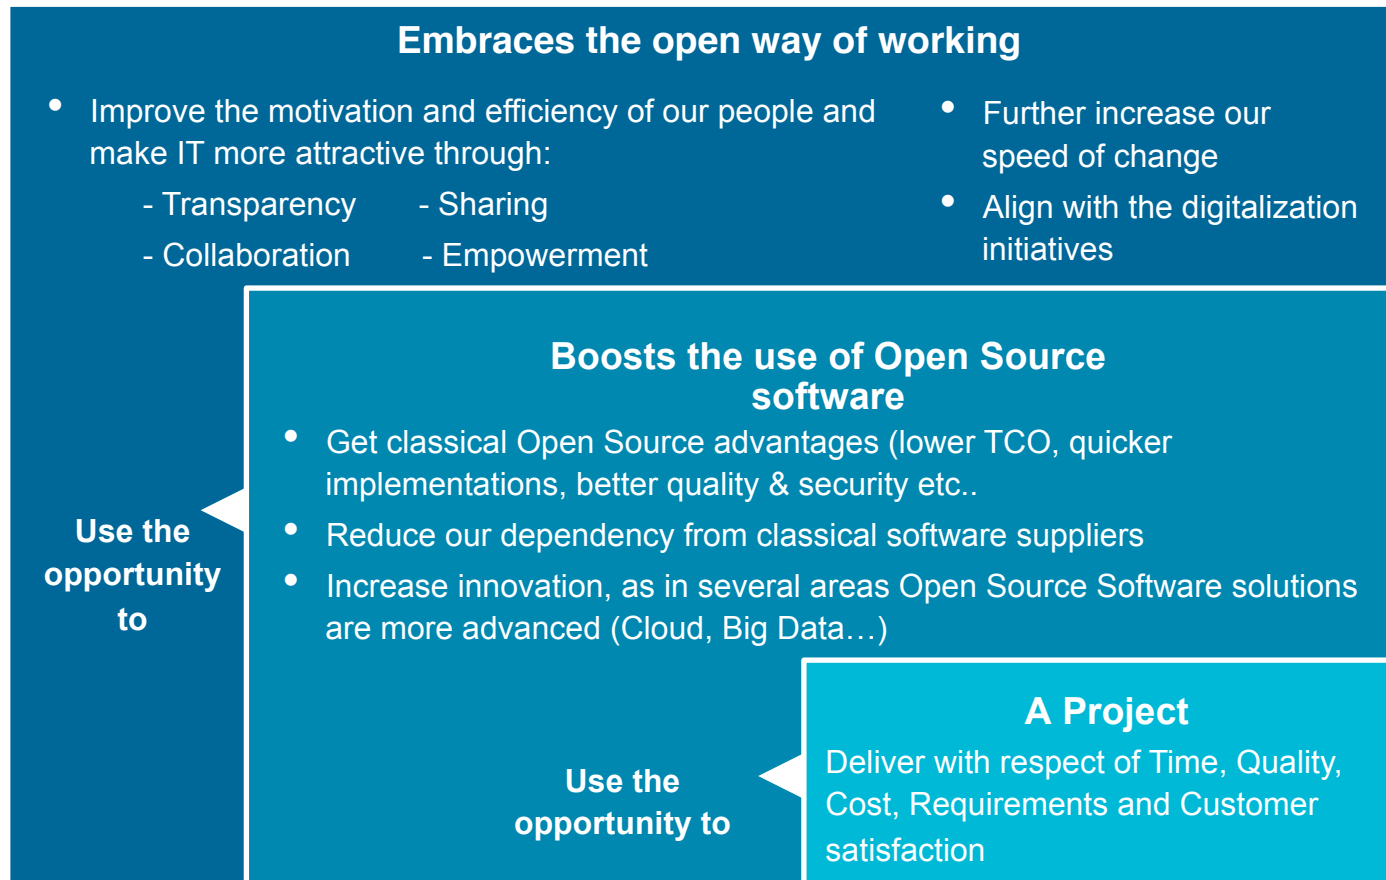 Embraces the open way of working
• Improve the motivation and efficiency of our people and
make IT more attractive through:
- Transparency - Sharing
- Collaboration - Empowerment
• Further increase our
speed of change
• Align with the digitalization
initiatives
Use the
opportunity
to
Boosts the use of Open Source
software
• Get classical Open Source advantages (lower TCO, quicker
implementations, better quality & security etc..
• Reduce our dependency from classical software suppliers
• Increase innovation, as in several areas Open Source Software solutions
are more advanced (Cloud, Big Data…)
Use the
opportunity to
A Project
Deliver with respect of Time, Quality,
Cost, Requirements and Customer
satisfaction